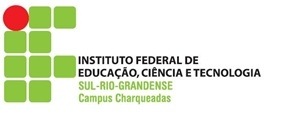 INSTITUTO FEDERAL DE
EDUCAÇÃO, CIÊNCIA E TECNOLOGIA
SUL-RIO-GRANDENSE
Campus Charqueadas